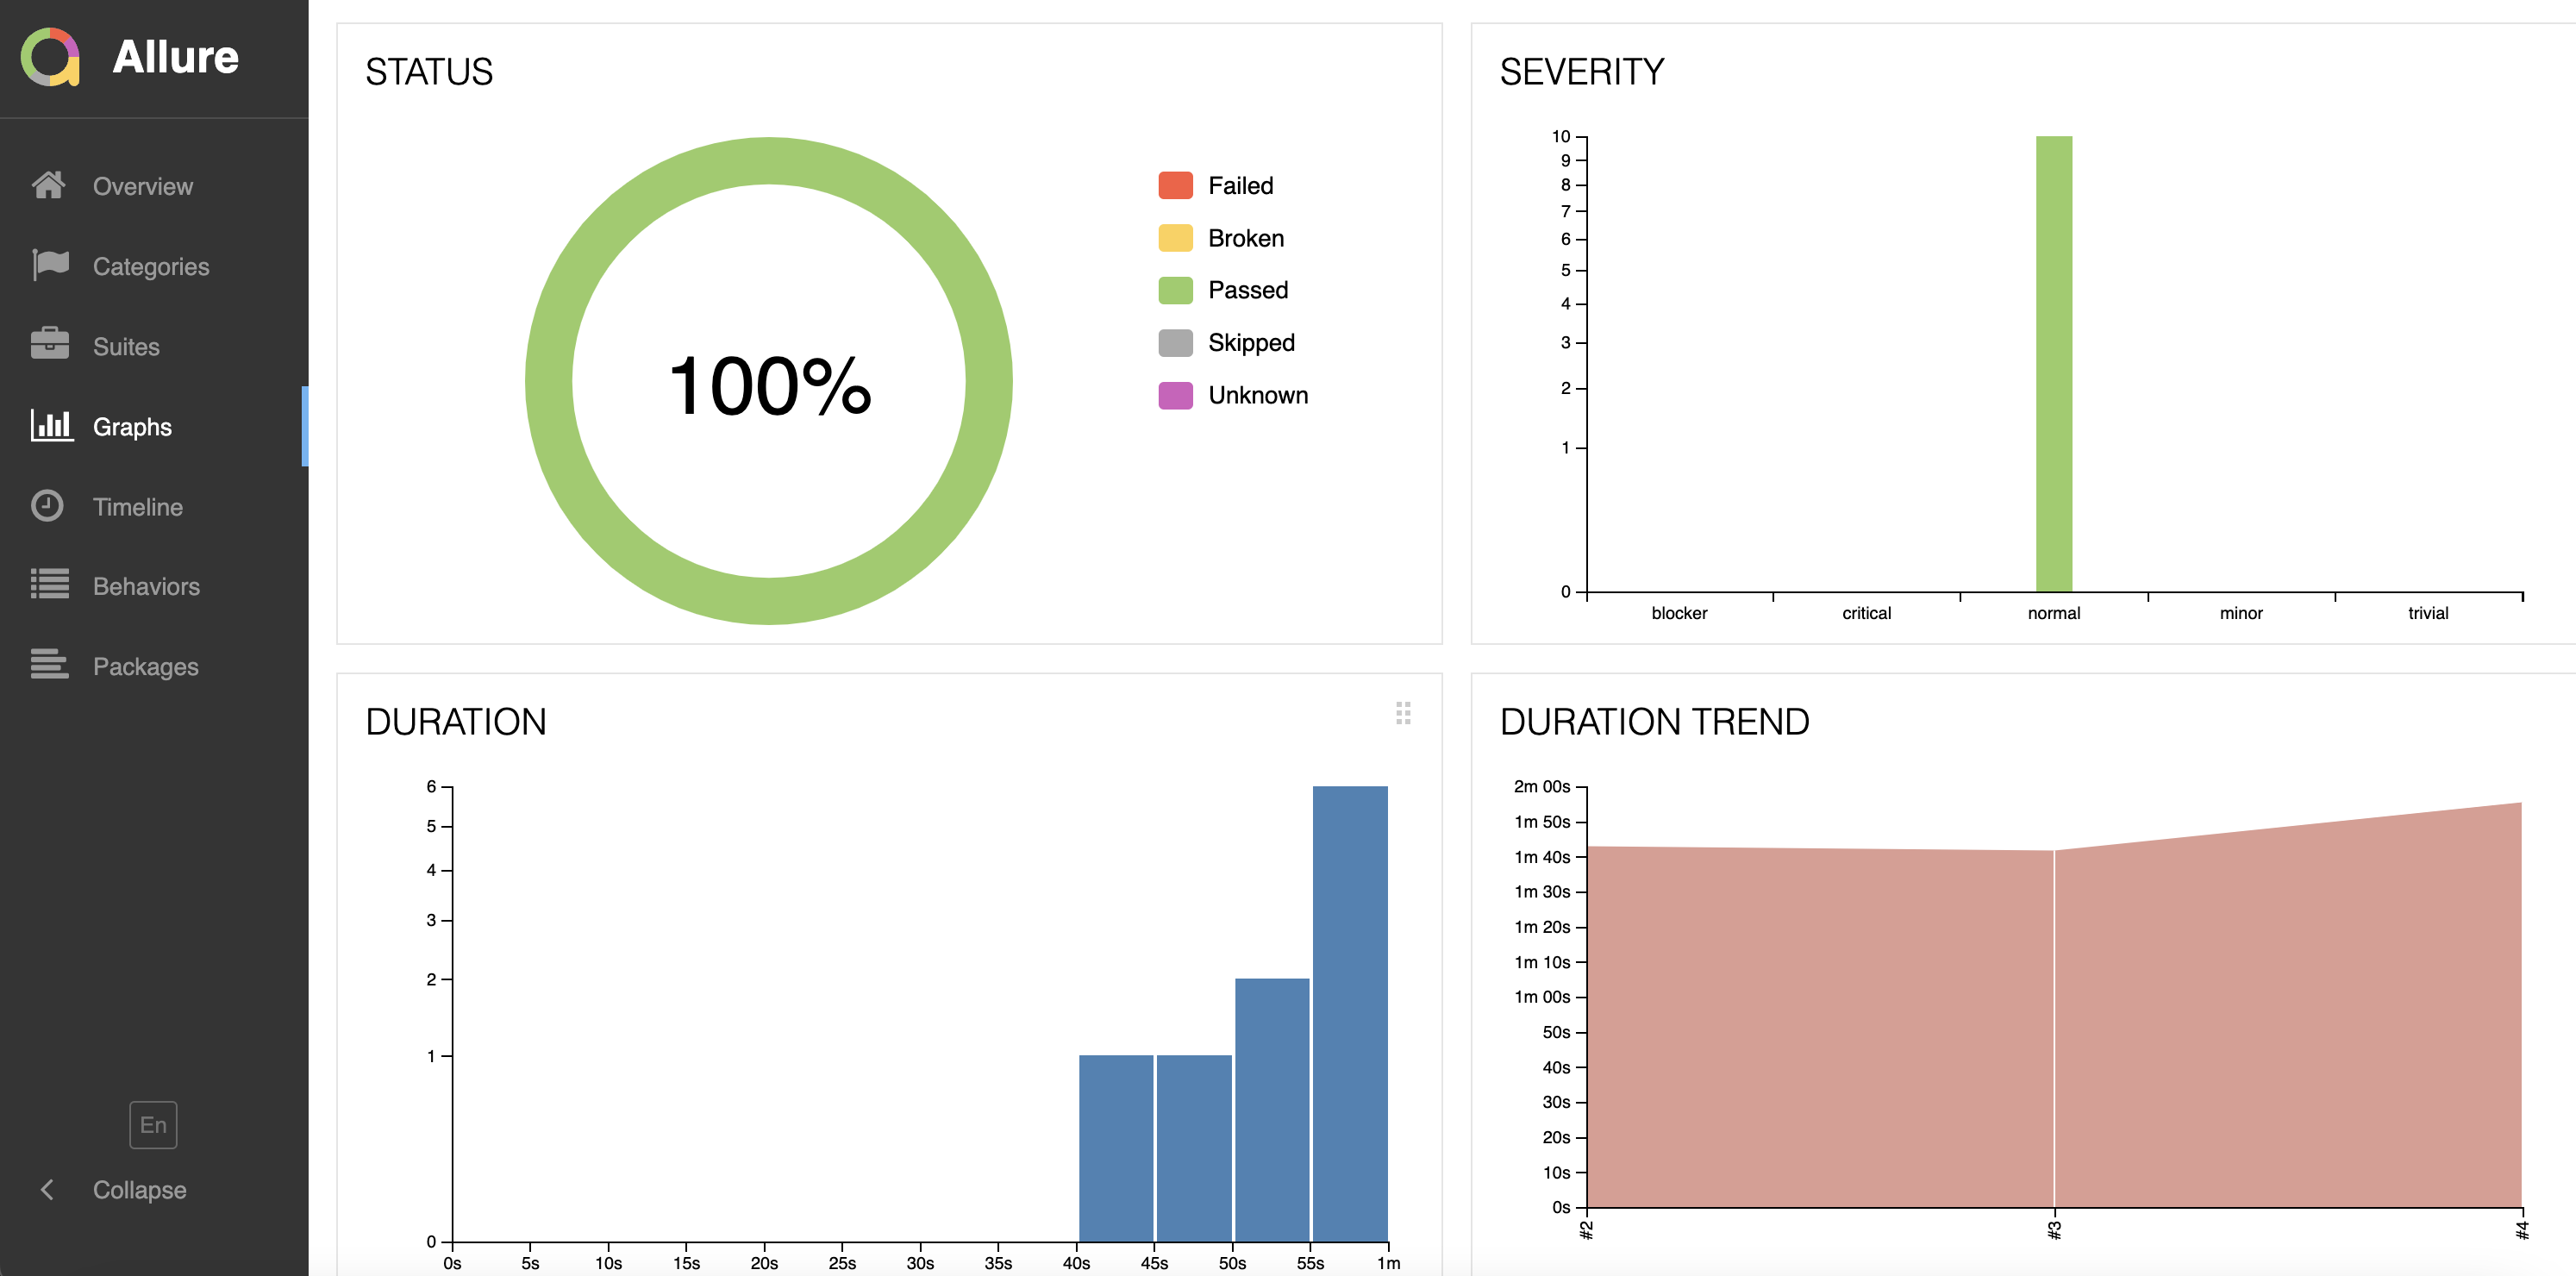 Allure
Overview
Categories
Suites
Graphs
Timeline
Behaviors
Packages
En
Collapse
STATUS
100%
Failed
Broken
Passed
Skipped
Unknown
SEVERITY
10
9
8
7
6
5
4
3
2
1
0
blocker critical normal minor trivial
DURATION
6
5
4
3
2
1
0
0s 5s 10s 15s 20s 25s 30s 35s 40s 45s 50s 55s 1m
DURATION TREND
2m 00s
1m 50s
1m 40s
1m 30s
1m 20s
1m 10s
1m 00s
50s
40s
30s
20s
10s
0s
#2 #3 #4